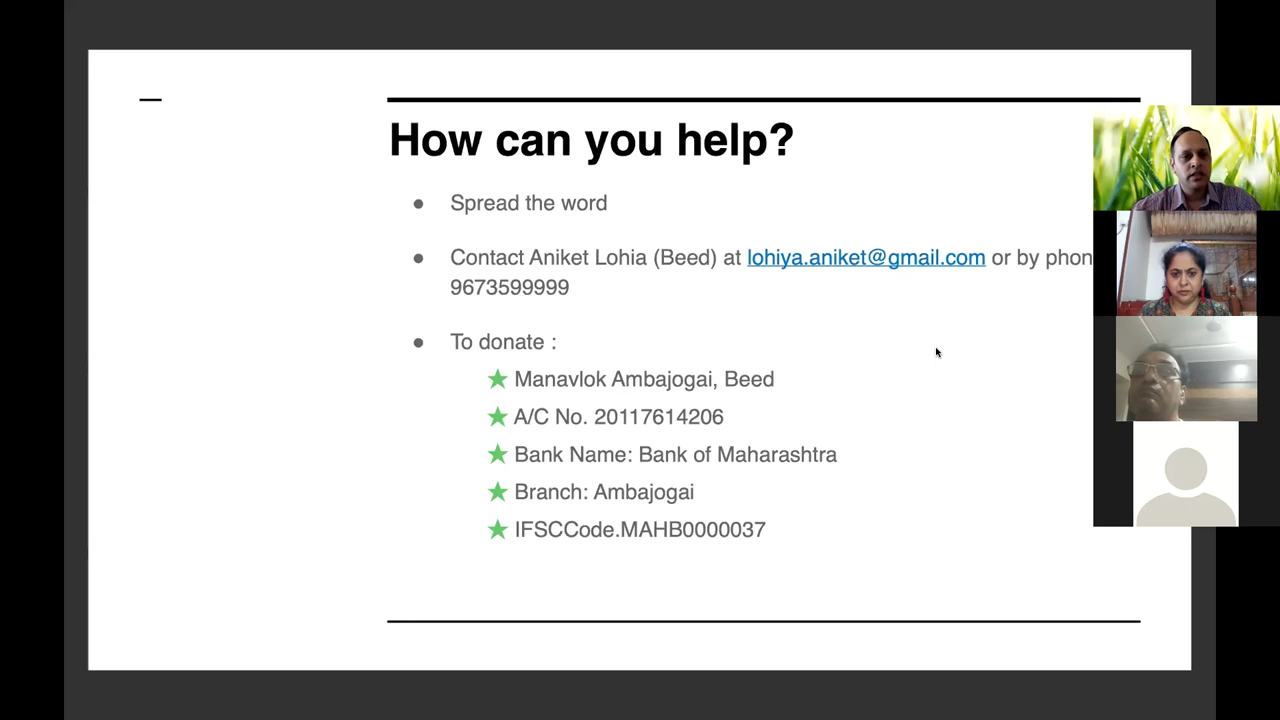 How can you help?
Spread the word
Contact Aniket Lohia (Beed) at lohiya.aniket@gmail.com or by phon
9673599999
To donate :
Manavlok Ambajogai, Beed
A/C No. 20117614206
Bank Name: Bank of Maharashtra
Branch: Ambajogai
IFSCCode.MAHB0000037